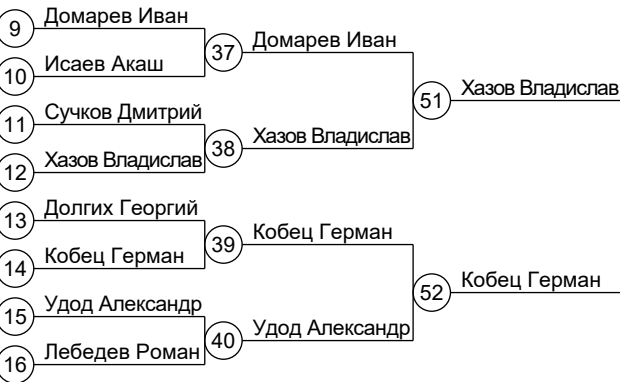 9 Домарев Иван
37 Домарев Иван
10 Исаев Акаш
51 Хазов Владислав
11 Сучков Дмитрий
38 Хазов Владислав
12 Хазов Владислав
13 Долгих Георгий
39 Кобец Герман
14 Кобец Герман
52 Кобец Герман
15 Удод Александр
40 Удод Александр
16 Лебедев Роман